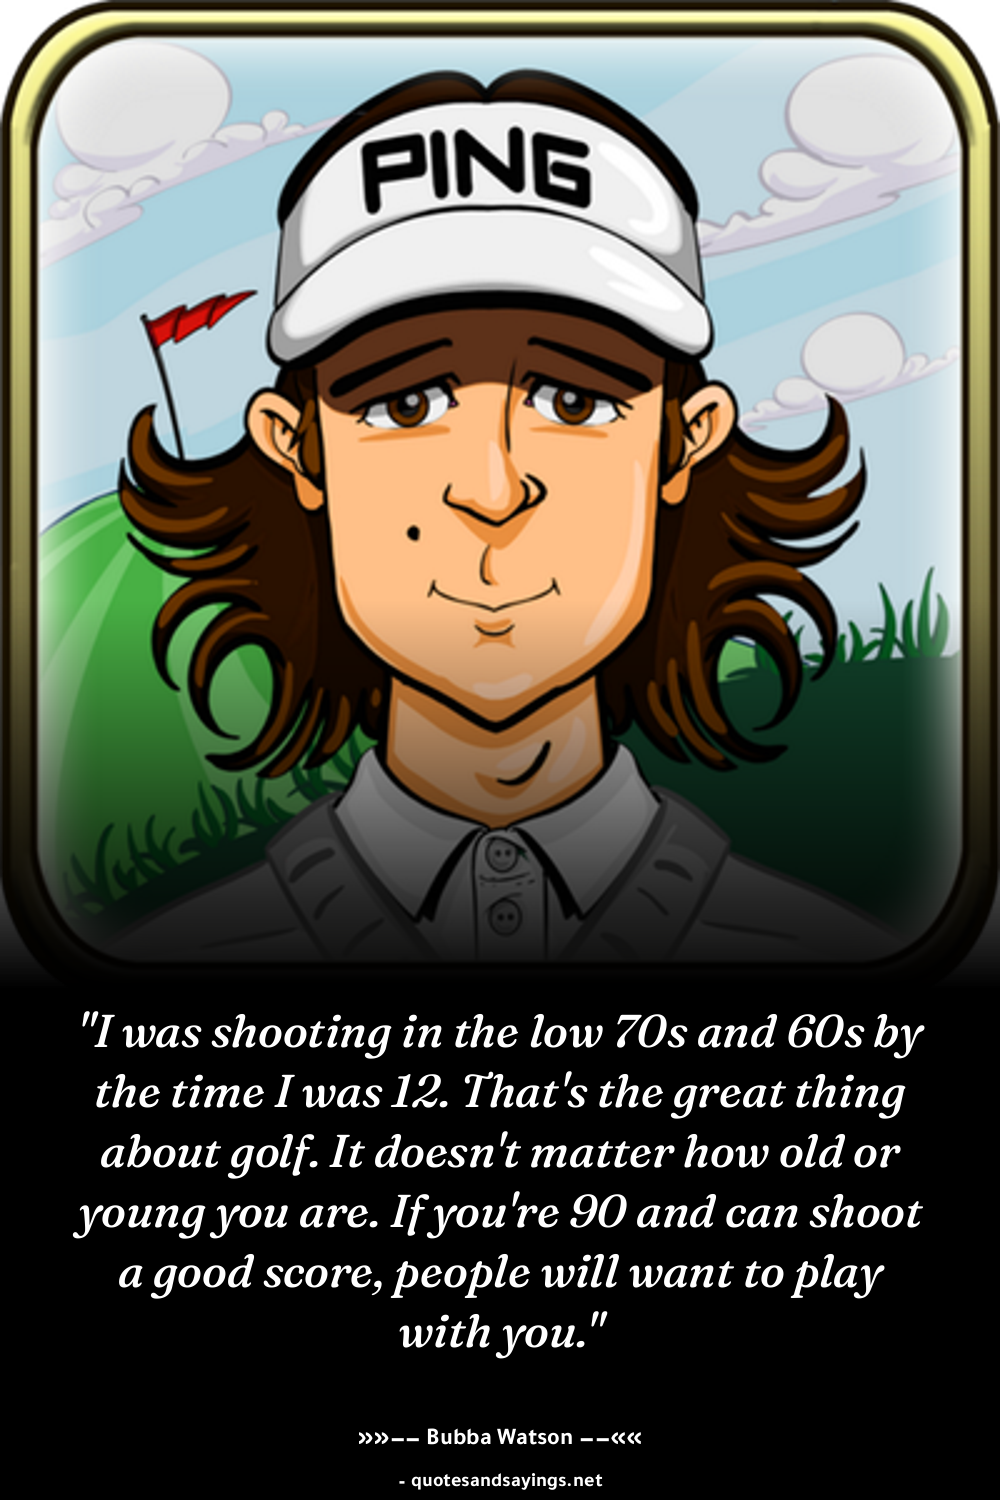 PING
"I was shooting in the low 70s and 60s by
the time I was 12. That's the great thing
about golf. It doesn't matter how old or
young you are. If you're 90 and can shoot
a good score, people will want to play
with you."
»»–– Bubba Watson ––««
- quotesandsayings.net